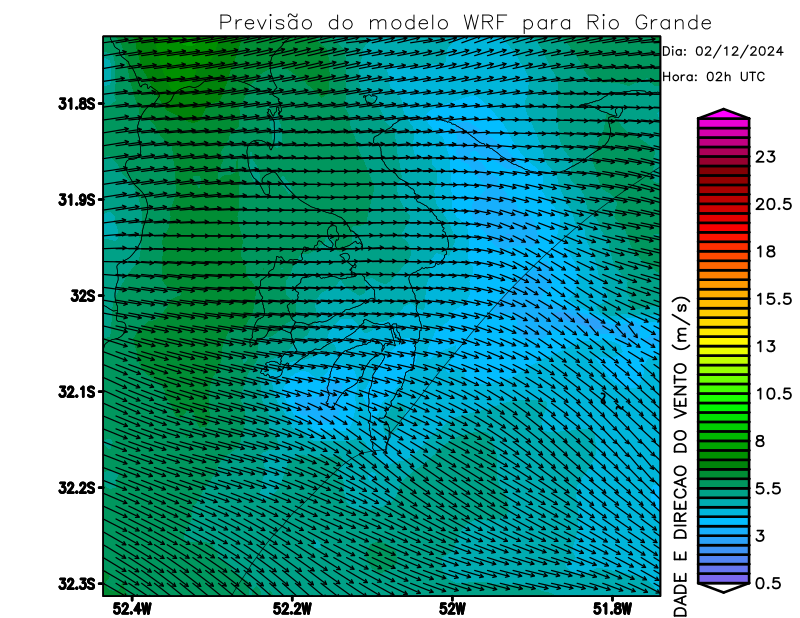 Previsão do modelo WRF para Rio Grande
Dia: 02/12/2024
Hora: 02h UTC
31.8S
31.9S
32S
32.1S
32.2S
32.3S
52.4W
52.2W
52W
51.8W
23
20.5
18
15.5
13
10.5
8
5.5
3
0.5
DADE E DIRECAO DO VENTO (m/s)